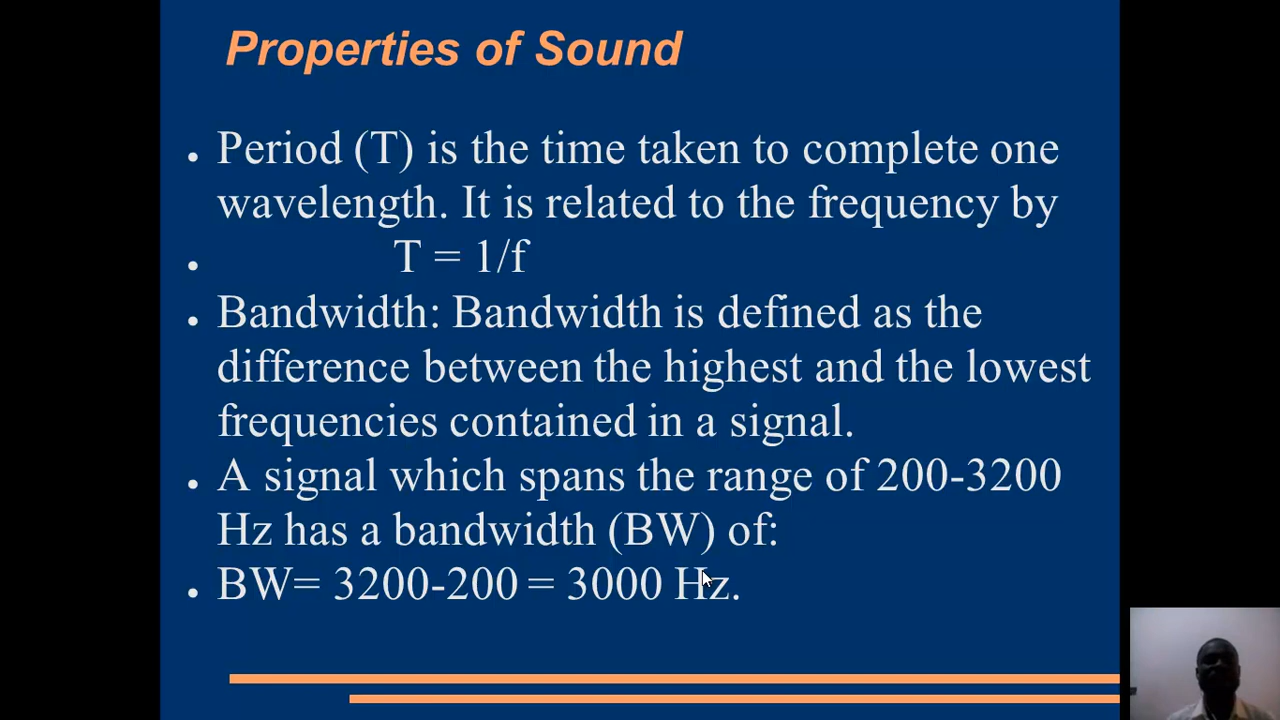 Properties of Sound
• Period (T) is the time taken to complete one
wavelength. It is related to the frequency by
• T = 1/f
• Bandwidth: Bandwidth is defined as the
difference between the highest and the lowest
frequencies contained in a signal.
• A signal which spans the range of 200-3200
Hz has a bandwidth (BW) of:
• BW= 3200-200 = 3000 Hz.